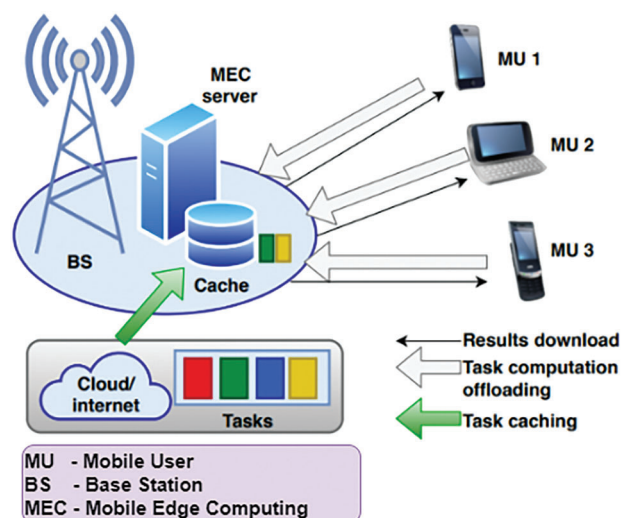 MEC
server
MU 1
MU 2
MU 3
BS
Cache
Cloud/
internet
Tasks
Results download
Task computation
offloading
Task caching
MU - Mobile User
BS - Base Station
MEC - Mobile Edge Computing